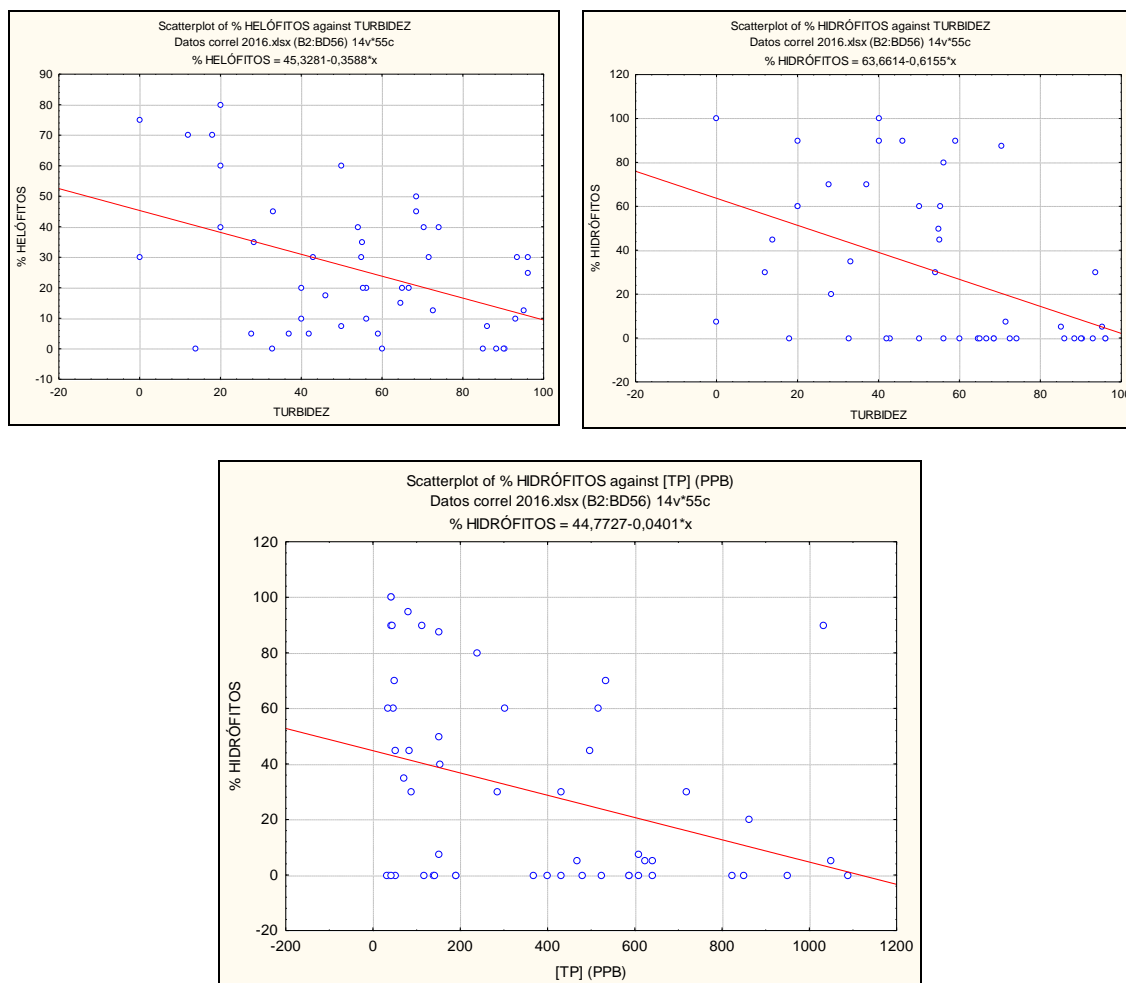 Scatterplot of % HELÓFITOS against TURBIDEZ
Datos correl 2016.xlsx (B2:BD56) 14v*55c
% HELÓFITOS = 45,3281-0,3588*x
90
80
70
60
50
40
30
20
10
0
-10
% HELÓFITOS
-20 0 20 40 60 80 100
TURBIDEZ
Scatterplot of % HIDRÓFITOS against TURBIDEZ
Datos correl 2016.xlsx (B2:BD56) 14v*55c
% HIDRÓFITOS = 63,6614-0,6155*x
120
100
80
60
40
20
0
-20
% HIDRÓFITOS
-20 0 20 40 60 80 100
TURBIDEZ
Scatterplot of % HIDRÓFITOS against [TP] (PPB)
Datos correl 2016.xlsx (B2:BD56) 14v*55c
% HIDRÓFITOS = 44,7727-0,0401*x
120
100
80
60
40
20
0
-20
% HIDRÓFITOS
-200 0 200 400 600 800 1000 1200
[TP] (PPB)